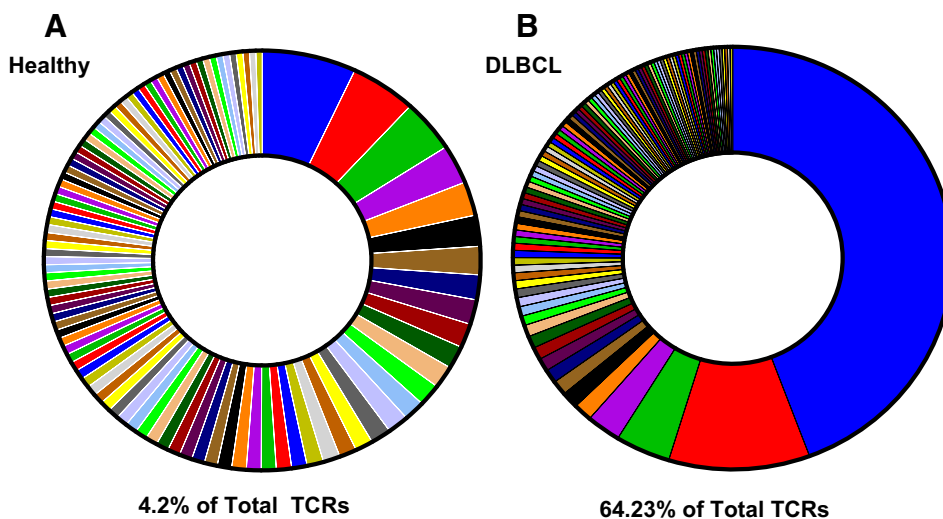 A
Healthy
4.2% of Total TCRs
B
DLBCL
64.23% of Total TCRs